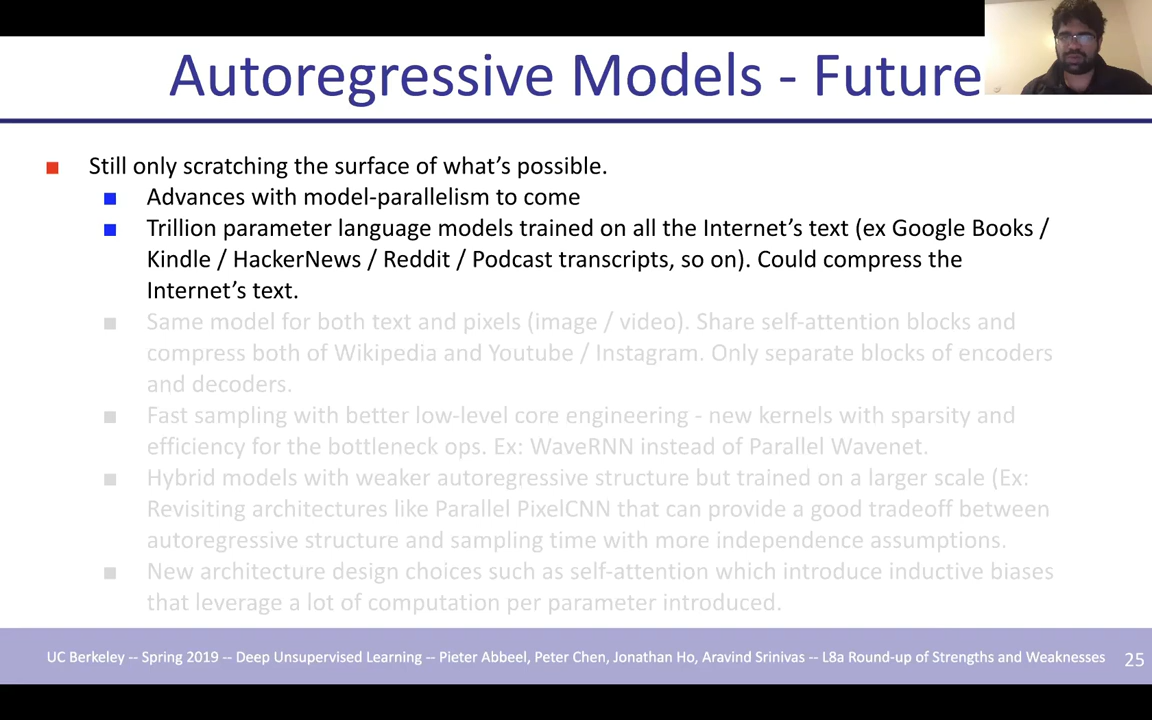 Autoregressive Models - Future
Still only scratching the surface of what's possible.
Advances with model-parallelism to come
Trillion parameter language models trained on all the Internet's text (ex Google Books /
Kindle / HackerNews / Reddit / Podcast transcripts, so on). Could compress the
Internet's text.
Same model for both text and pixels (image / video). Share self-attention blocks and
compress both of Wikipedia and Youtube / Instagram. Only separate blocks of encoders
and decoders.
Fast sampling with better low-level core engineering - new kernels with sparsity and
efficiency for the bottleneck ops. Ex: WaveRNN instead of Parallel Wavenet.
Hybrid models with weaker autoregressive structure but trained on a larger scale (Ex:
Revisiting architectures like Parallel PixelCNN that can provide a good tradeoff between
autoregressive structure and sampling time with more independence assumptions.
New architecture design choices such as self-attention which introduce inductive biases
that leverage a lot of computation per parameter introduced.
UC Berkeley -- Spring 2019 -- Deep Unsupervised Learning -- Pieter Abbeel, Peter Chen, Jonathan Ho, Aravind Srinivas -- L8a Round-up of Strengths and Weaknesses 25